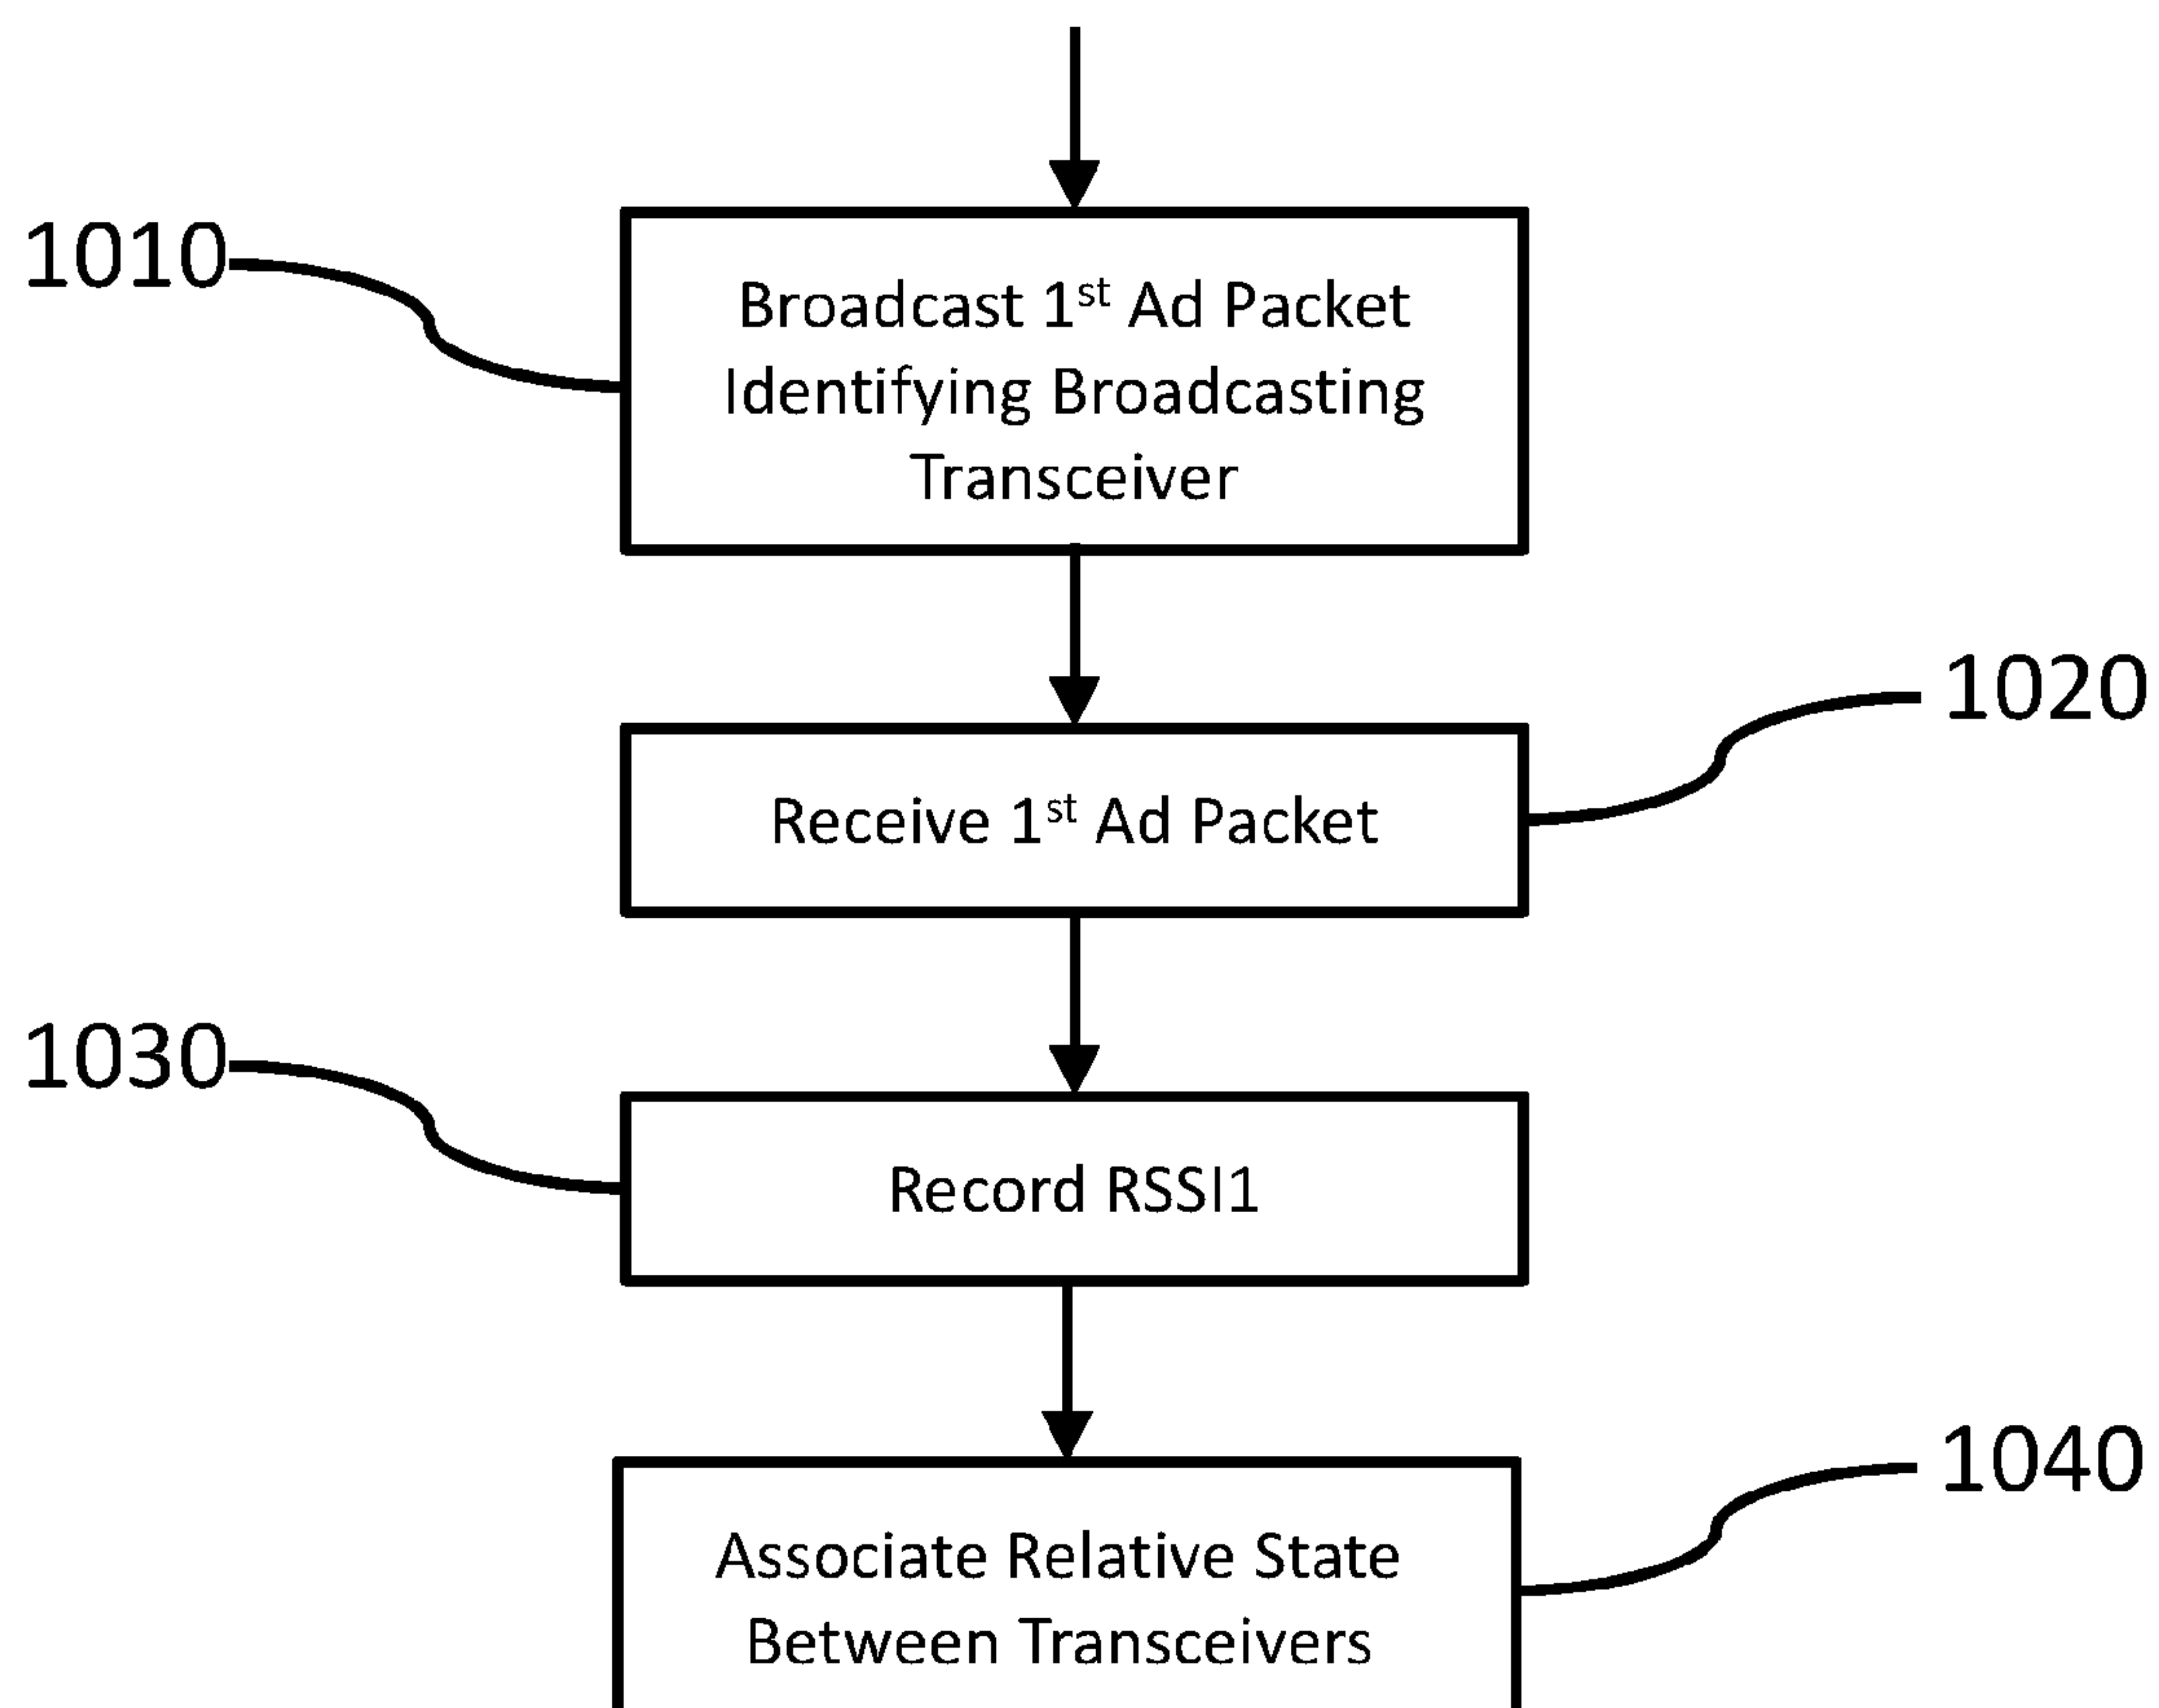 1010
Broadcast 1st Ad Packet
Identifying Broadcasting
Transceiver
1020
Receive 1st Ad Packet
1030
Record RSSI1
1040
Associate Relative State
Between Transceivers